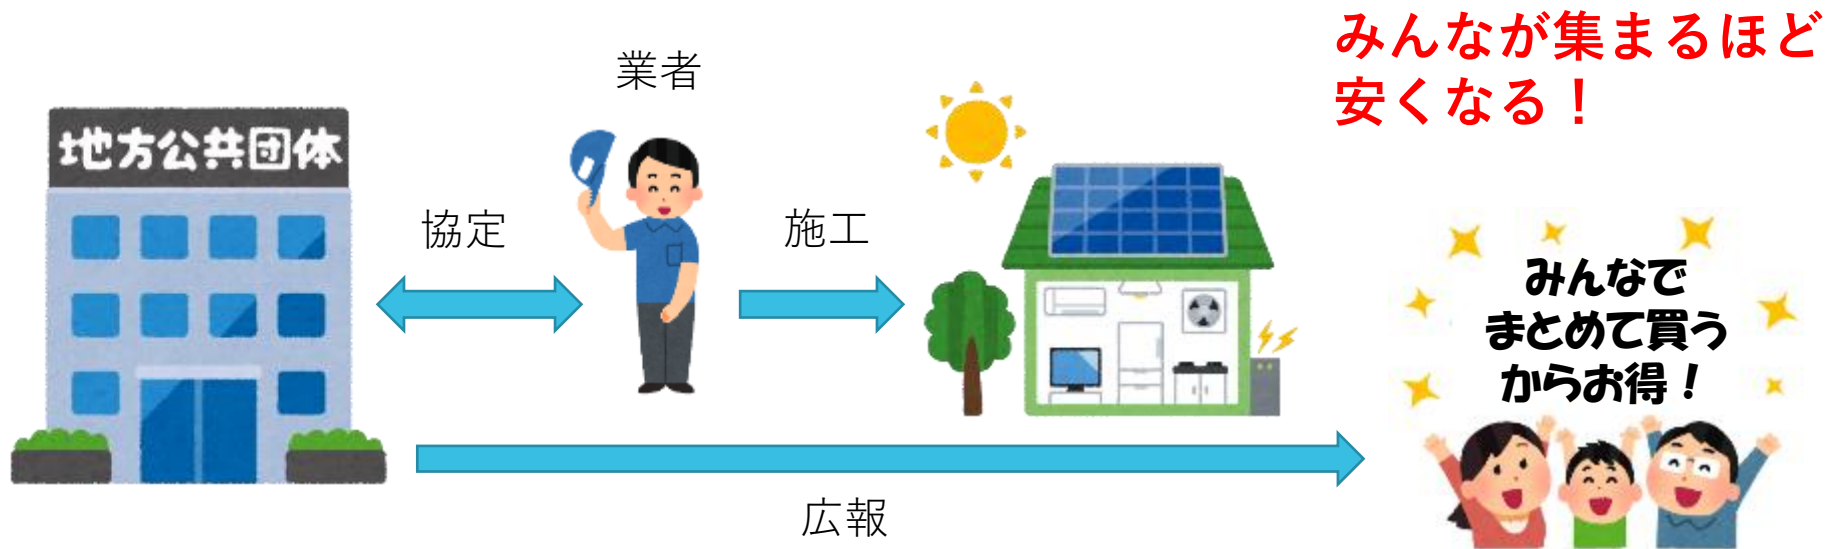 みんなが集まるほど
安くなる！
業者
地方公共団体
協定
施工
みんなで
まとめて買う
からお得！
広報